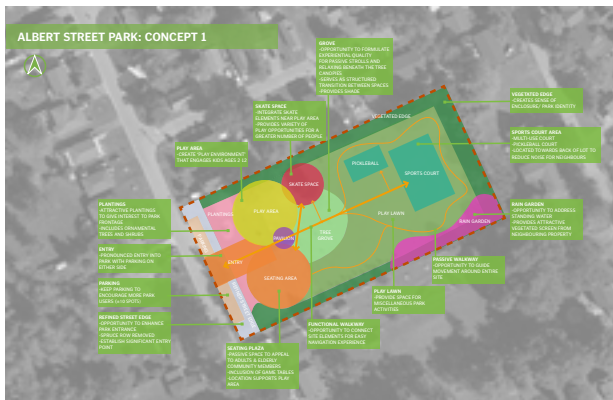 ALBERT STREET PARK: CONCEPT 1
GROVE
-OPPORTUNITY TO FORMULATE
EXPERIENTIAL QUALITY
FOR PASSIVE STROLLS AND
RELAXING BENEATH THE TREE
CANOPIES
-SERVES AS STRUCTURED
TRANSITION BETWEEN SPACES
-PROVIDES SHADE
VEGETATED EDGE
-CREATES SENSE OF
ENCLOSURE/ PARK IDENTITY
SKATE SPACE
-INTEGRATE SKATE
ELEMENTS NEAR PLAY AREA
-PROVIDES VARIETY OF
PLAY OPPORTUNITIES FOR A
GREATER NUMBER OF PEOPLE
SPORTS COURT AREA
-MULTI-USE COURT
-PICKLEBALL COURT
-LOCATED TOWARDS BACK OF LOT TO
REDUCE NOISE FOR NEIGHBOURS
PLAY AREA
-CREATE 'PLAY ENVIRONMENT'
THAT ENGAGES KIDS AGES 2-12
PLANTINGS
-ATTRACTIVE PLANTINGS
TO GIVE INTEREST TO PARK
FRONTAGE
-INCLUDES ORNAMENTAL
TREES AND SHRUBS
RAIN GARDEN
-OPPORTUNITY TO ADDRESS
STANDING WATER
-PROVIDES ATTRACTIVE
VEGETATED SCREEN FROM
NEIGHBOURING PROPERTY
ENTRY
-PRONOUNCED ENTRY INTO
PARK WITH PARKING ON
EITHER SIDE
PASSIVE WALKWAY
-OPPORTUNITY TO GUIDE
MOVEMENT AROUND ENTIRE
SITE
PARKING
-KEEP PARKING TO
ENCOURAGE MORE PARK
USERS (±10 SPOTS)
PLAY LAWN
-PROVIDE SPACE FOR
MISCELLANEOUS PARK
ACTIVITIES
REFINED STREET EDGE
-OPPORTUNITY TO ENHANCE
PARK ENTRANCE
-SPRUCE ROW REMOVED
-ESTABLISH SIGNIFICANT ENTRY
POINT
FUNCTIONAL WALKWAY
-OPPORTUNITY TO CONNECT
SITE ELEMENTS FOR EASY
NAVIGATION EXPERIENCE
SEATING PLAZA
-PASSIVE SPACE TO APPEAL
TO ADULTS & ELDERLY
COMMUNITY MEMBERS
-INCLUSION OF GAME TABLES
-LOCATION SUPPORTS PLAY
AREA
VEGETATED EDGE
PICKLEBALL
SPORTS COURT
SKATE SPACE
PLAY AREA
PLANTINGS
PLAY LAWN
RAIN GARDEN
TREE
GROVE
PAVILION
ENTRY
SEATING AREA